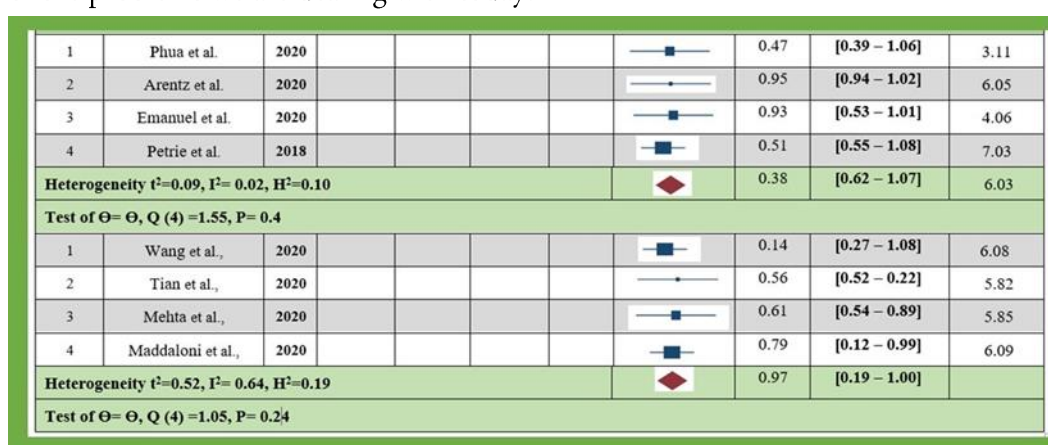 1 Phua et al. 2020 0.47 [0.39 – 1.06] 3.11
2 Arentz et al. 2020 0.95 [0.94 – 1.02] 6.05
3 Emanuel et al. 2020 0.93 [0.53 – 1.01] 4.06
4 Petrie et al. 2018 0.51 [0.55 – 1.08] 7.03
Heterogeneity t²=0.09, I²= 0.02, H²=0.10 0.38 [0.62 – 1.07] 6.03
Test of Ɵ= Ɵ, Q (4) =1.55, P= 0.4
1 Wang et al., 2020 0.14 [0.27 – 1.08] 6.08
2 Tian et al., 2020 0.56 [0.52 – 0.22] 5.82
3 Mehta et al., 2020 0.61 [0.54 – 0.89] 5.85
4 Maddaloni et al., 2020 0.79 [0.12 – 0.99] 6.09
Heterogeneity t²=0.52, I²= 0.64, H²=0.19 0.97 [0.19 – 1.00]
Test of Ɵ= Ɵ, Q (4) =1.05, P= 0.24